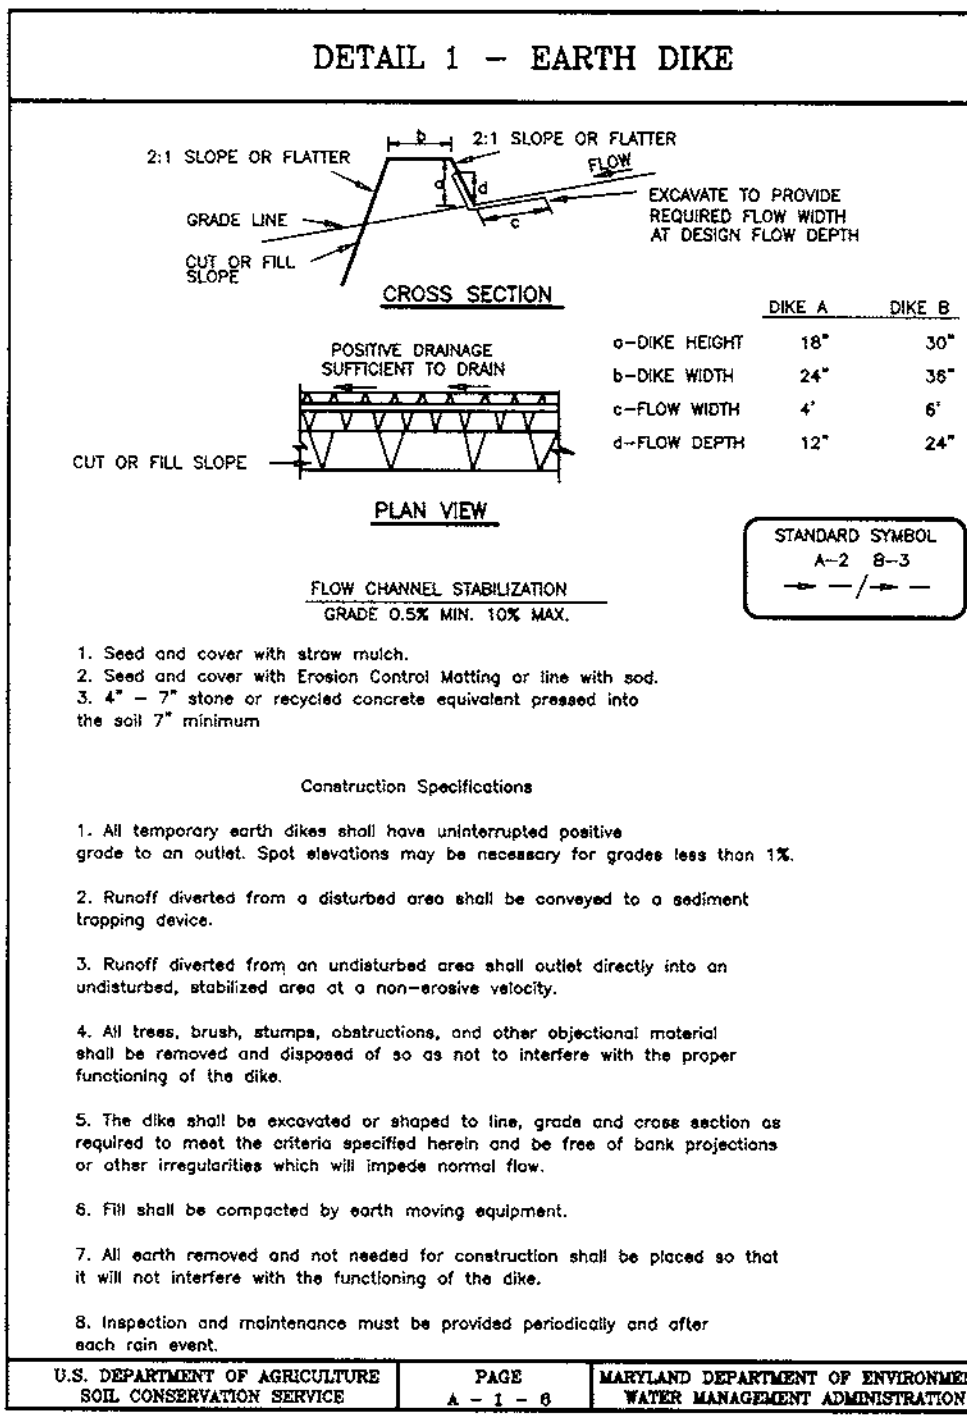 DETAIL 1 – EARTH DIKE
b
2:1 SLOPE OR FLATTER
2:1 SLOPE OR FLATTER
FLOW
a
d
EXCAVATE TO PROVIDE
REQUIRED FLOW WIDTH
AT DESIGN FLOW DEPTH
GRADE LINE
c
CUT OR FILL
SLOPE
CROSS SECTION
DIKE A DIKE B
a-DIKE HEIGHT 18" 30"
b-DIKE WIDTH 24" 36"
c-FLOW WIDTH 4' 6'
d-FLOW DEPTH 12" 24"
POSITIVE DRAINAGE
SUFFICIENT TO DRAIN
CUT OR FILL SLOPE
PLAN VIEW
STANDARD SYMBOL
A-2 B-3
FLOW CHANNEL STABILIZATION
GRADE 0.5% MIN. 10% MAX.
1. Seed and cover with straw mulch.
2. Seed and cover with Erosion Control Matting or line with sod.
3. 4" – 7" stone or recycled concrete equivalent pressed into
the soil 7" minimum
Construction Specifications
1. All temporary earth dikes shall have uninterrupted positive
grade to an outlet. Spot elevations may be necessary for grades less than 1%.
2. Runoff diverted from a disturbed area shall be conveyed to a sediment
trapping device.
3. Runoff diverted from an undisturbed area shall outlet directly into an
undisturbed, stabilized area at a non-erosive velocity.
4. All trees, brush, stumps, obstructions, and other objectional material
shall be removed and disposed of so as not to interfere with the proper
functioning of the dike.
5. The dike shall be excavated or shaped to line, grade and cross section as
required to meet the criteria specified herein and be free of bank projections
or other irregularities which will impede normal flow.
6. Fill shall be compacted by earth moving equipment.
7. All earth removed and not needed for construction shall be placed so that
it will not interfere with the functioning of the dike.
8. Inspection and maintenance must be provided periodically and after
each rain event.
U.S. DEPARTMENT OF AGRICULTURE
SOIL CONSERVATION SERVICE
PAGE
A - 1 - 6
MARYLAND DEPARTMENT OF ENVIRONME
WATER MANAGEMENT ADMINISTRATION